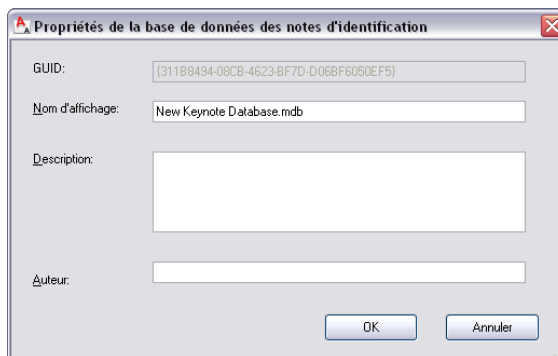 Propriétés de la base de données des notes d'identification
GUID: {311B8494-08CB-4623-BF7D-D06BF6050EF5}
Nom d'affichage: New Keynote Database.mdb
Description:
Auteur:
OK Annuler